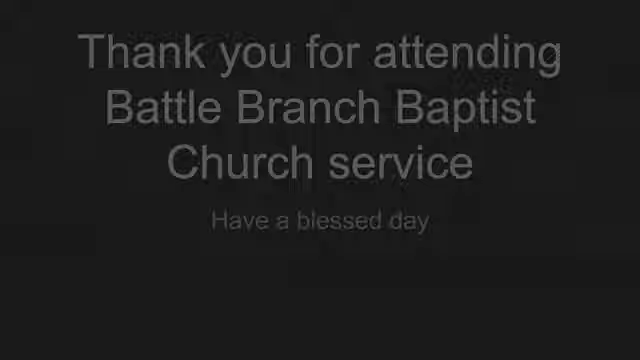 Thank you for attending
Battle Branch Baptist
Church service
Have a blessed day